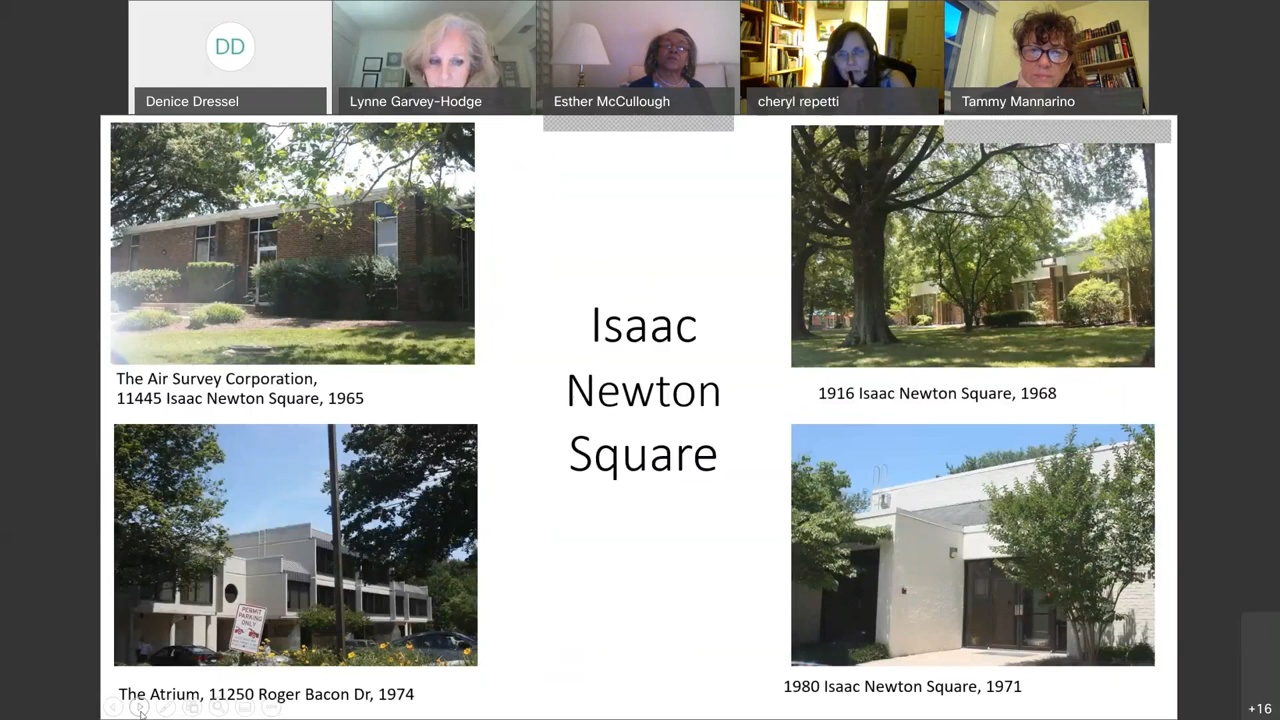 DD
Denice Dressel
Lynne Garvey-Hodge
Esther McCullough
cheryl repetti
Tammy Mannarino
The Air Survey Corporation,
11445 Isaac Newton Square, 1965
1916 Isaac Newton Square, 1968
Isaac
Newton
Square
PERMIT
PARKING
ONLY
The Atrium, 11250 Roger Bacon Dr, 1974
1980 Isaac Newton Square, 1971
+16